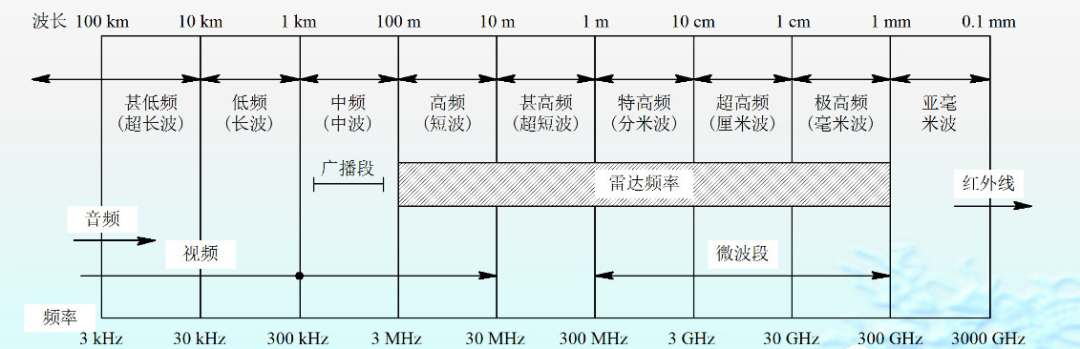 波长 100 km 10 km 1 km 100 m 10 m 1 m 10 cm 1 cm 1 mm 0.1 mm
甚低频 低频 中频 高频 甚高频 特高频 超高频 极高频 亚毫
(超长波) (长波) (中波) (短波) (超短波) (分米波) (厘米波) (毫米波) 米波
广播段 雷达频率 红外线
音频
视频 微波段
频率
3 kHz 30 kHz 300 kHz 3 MHz 30 MHz 300 MHz 3 GHz 30 GHz 300 GHz 3000 GHz